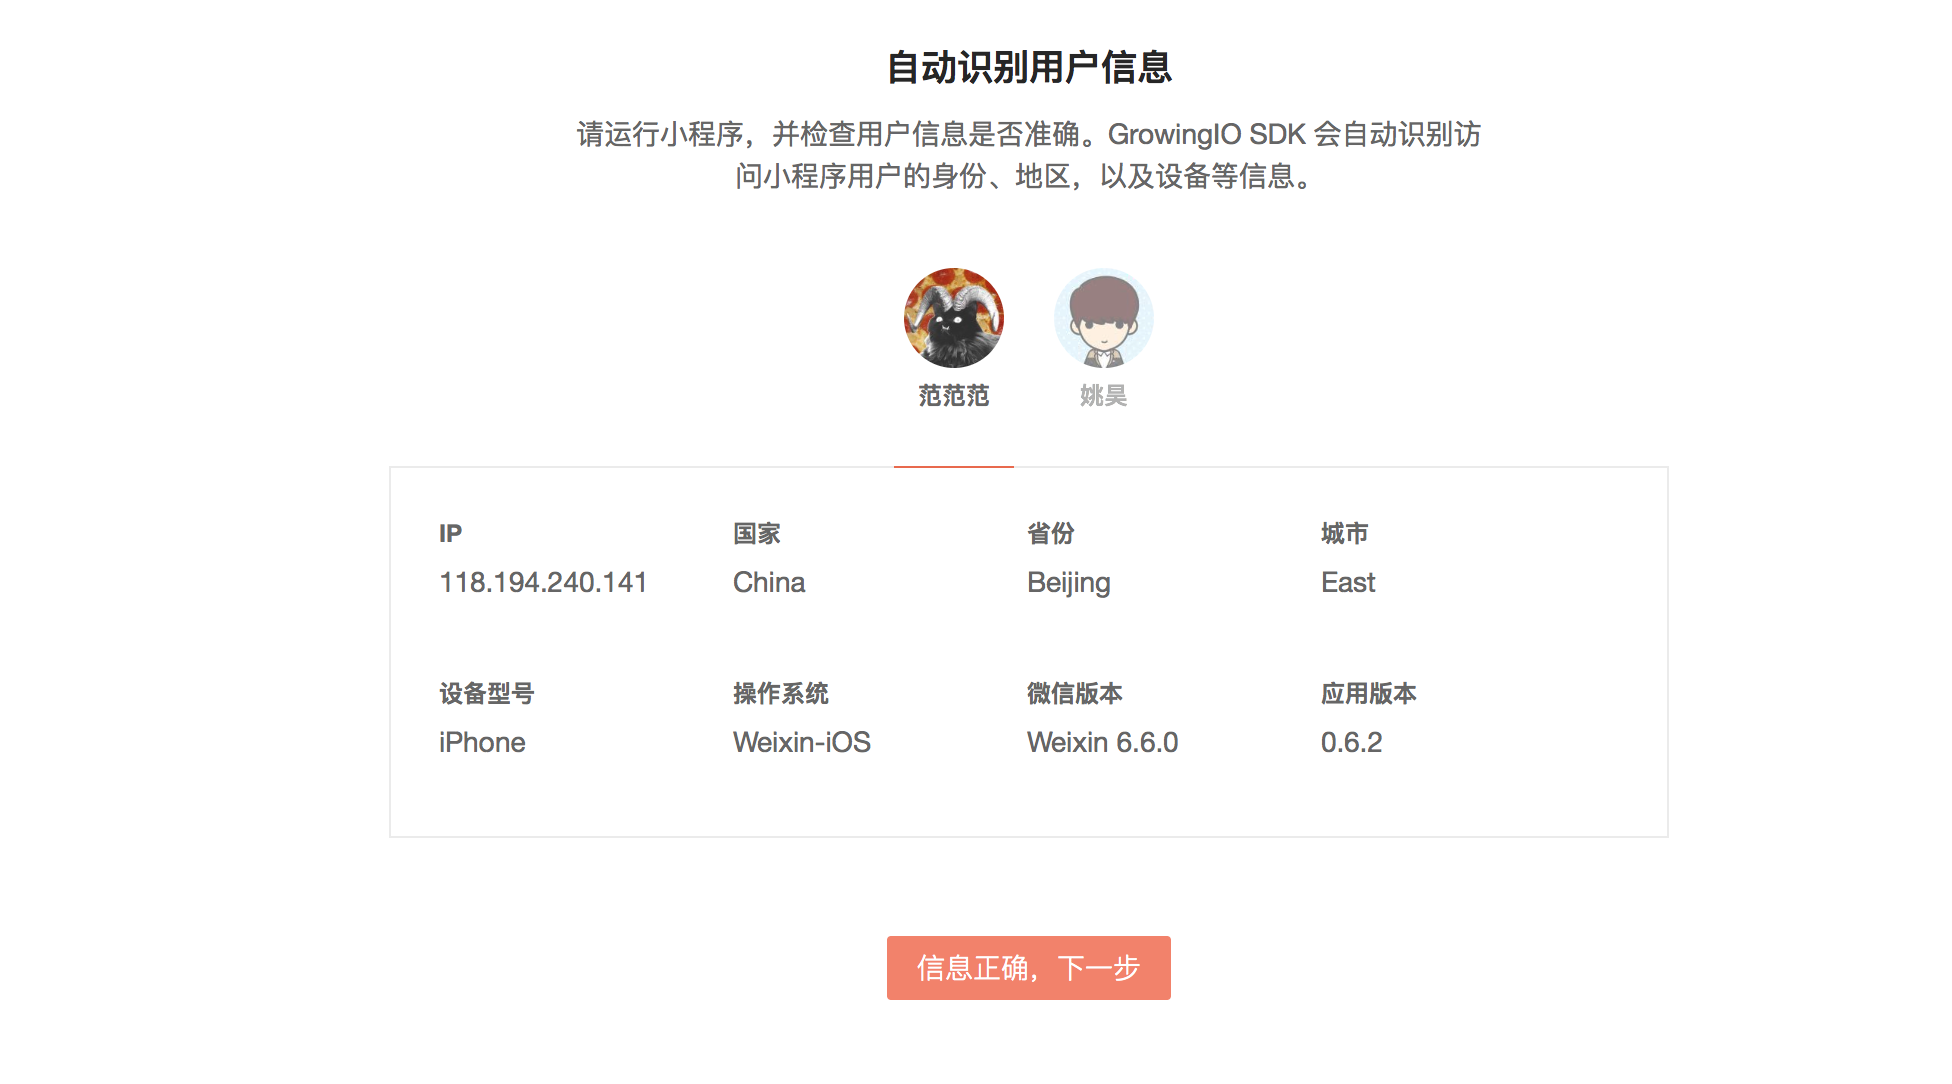 自动识别用户信息
请运行小程序，并检查用户信息是否准确。GrowingIO SDK 会自动识别访
问小程序用户的身份、地区，以及设备等信息。
范范范 姚昊
IP 国家 省份 城市
118.194.240.141 China Beijing East
设备型号 操作系统 微信版本 应用版本
iPhone Weixin-iOS Weixin 6.6.0 0.6.2
信息正确，下一步